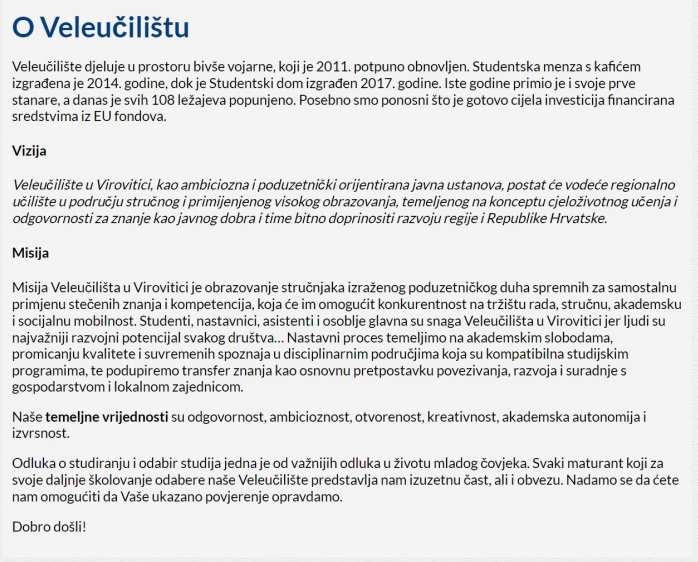 O Veleučilištu
Veleučilište djeluje u prostoru bivše vojarne, koji je 2011. potpuno obnovljen. Studentska menza s kafićem
izgrađena je 2014. godine, dok je Studentski dom izgrađen 2017. godine. Iste godine primio je i svoje prve
stanare, a danas je svih 108 ležajeva popunjeno. Posebno smo ponosni što je gotovo cijela investicija financirana
sredstvima iz EU fondova.
Vizija
Veleučilište u Virovitici, kao ambiciozna i poduzetnički orijentirana javna ustanova, postat će vodeće regionalno
učilište u području stručnog i primijenjenog visokog obrazovanja, temeljenog na konceptu cjeloživotnog učenja i
odgovornosti za znanje kao javnog dobra i time bitno doprinositi razvoju regije i Republike Hrvatske.
Misija
Misija Veleučilišta u Virovitici je obrazovanje stručnjaka izraženog poduzetničkog duha spremnih za samostalnu
primjenu stečenih znanja i kompetencija, koja će im omogućit konkurentnost na tržištu rada, stručnu, akademsku
i socijalnu mobilnost. Studenti, nastavnici, asistenti i osoblje glavna su snaga Veleučilišta u Virovitici jer ljudi su
najvažniji razvojni potencijal svakog društva… Nastavni proces temeljimo na akademskim slobodama,
promicanju kvalitete i suvremenih spoznaja u disciplinarnim područjima koja su kompatibilna studijskim
programima, te podupiremo transfer znanja kao osnovnu pretpostavku povezivanja, razvoja i suradnje s
gospodarstvom i lokalnom zajednicom.
Naše temeljne vrijednosti su odgovornost, ambicioznost, otvorenost, kreativnost, akademska autonomija i
izvrsnost.
Odluka o studiranju i odabir studija jedna je od važnijih odluka u životu mladog čovjeka. Svaki maturant koji za
svoje daljnje školovanje odabere naše Veleučilište predstavlja nam izuzetnu čast, ali i obvezu. Nadamo se da ćete
nam omogućiti da Vaše ukazano povjerenje opravdamo.
Dobro došli!